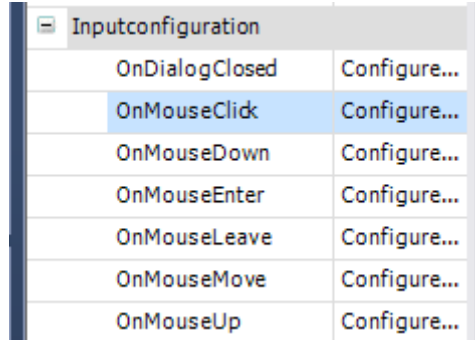 Inputconfiguration
OnDialogClosed Configure...
OnMouseClick Configure...
OnMouseDown Configure...
OnMouseEnter Configure...
OnMouseLeave Configure...
OnMouseMove Configure...
OnMouseUp Configure...